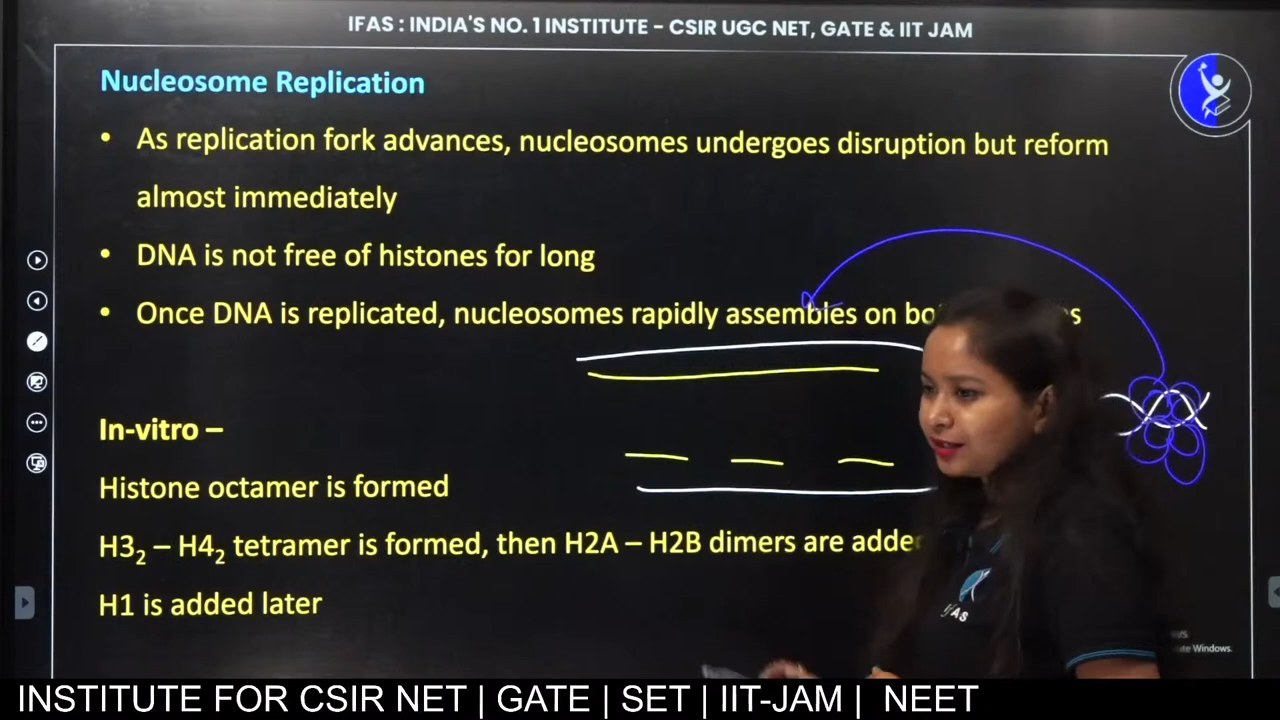 IFAS : INDIA'S NO. 1 INSTITUTE - CSIR UGC NET, GATE & IIT JAM
Nucleosome Replication
• As replication fork advances, nucleosomes undergoes disruption but reform
almost immediately
• DNA is not free of histones for long
• Once DNA is replicated, nucleosomes rapidly assembles on
In-vitro –
Histone octamer is formed
H3₂ – H4₂ tetramer is formed, then H2A – H2B dimers are added
H1 is added later
IFAS
INSTITUTE FOR CSIR NET | GATE | SET | IIT-JAM | NEET